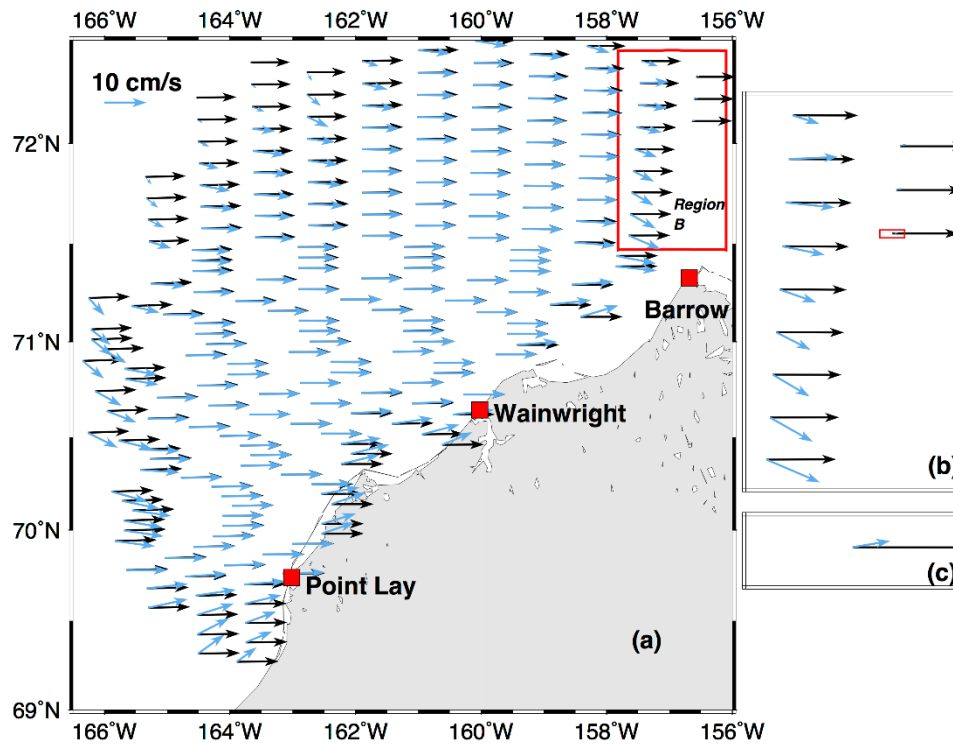 166˚W 164˚W 162˚W 160˚W 158˚W 156˚W
10 cm/s
72˚N
Region
B
71˚N
Barrow
Wainwright
(b)
70˚N
Point Lay
(c)
(a)
69˚N
166˚W 164˚W 162˚W 160˚W 158˚W 156˚W